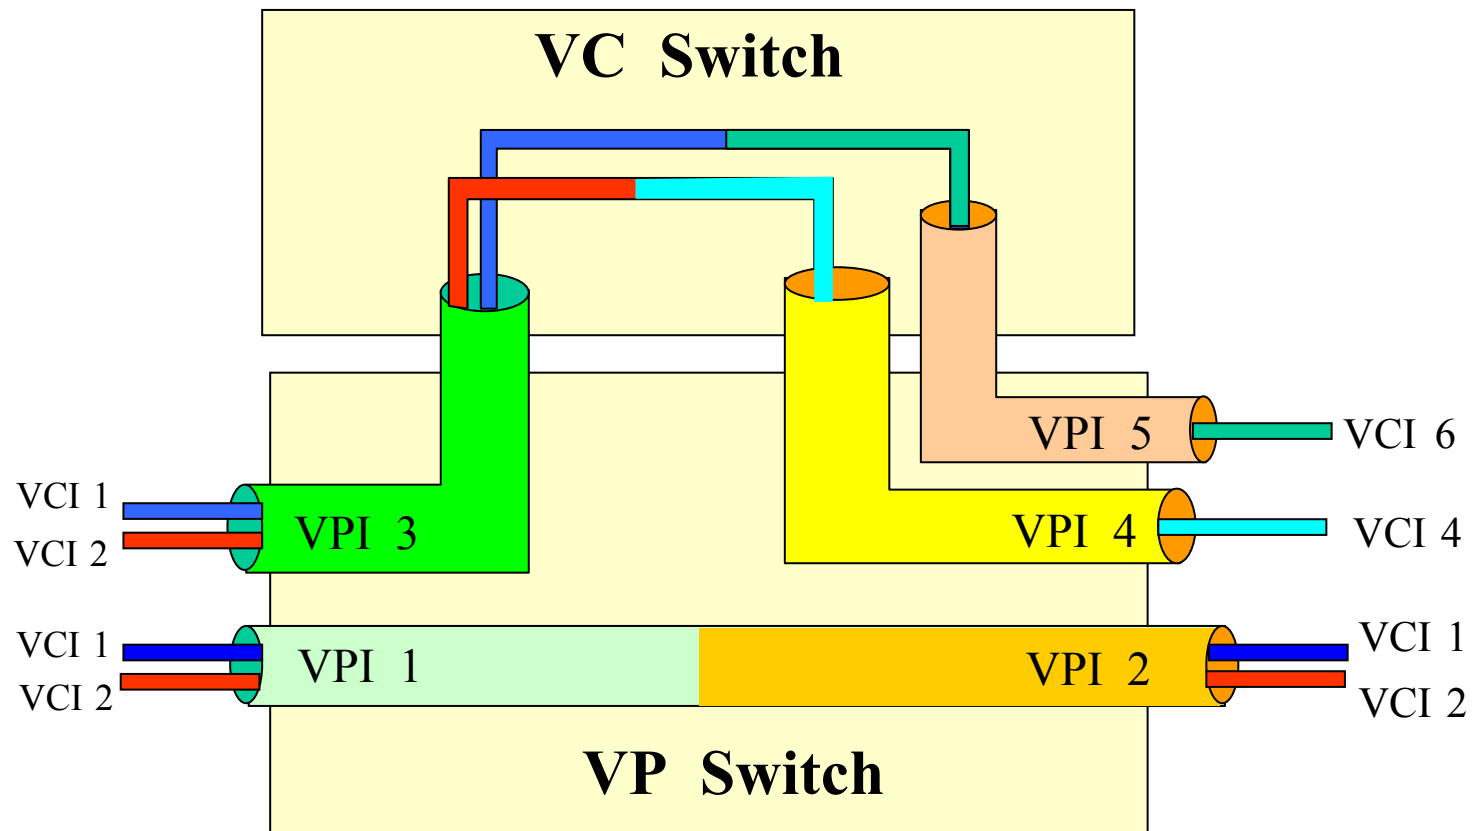 VC Switch
VPI 5
VCI 6
VCI 1
VCI 2
VPI 3
VPI 4
VCI 4
VCI 1
VCI 2
VPI 1
VPI 2
VCI 1
VCI 2
VP Switch